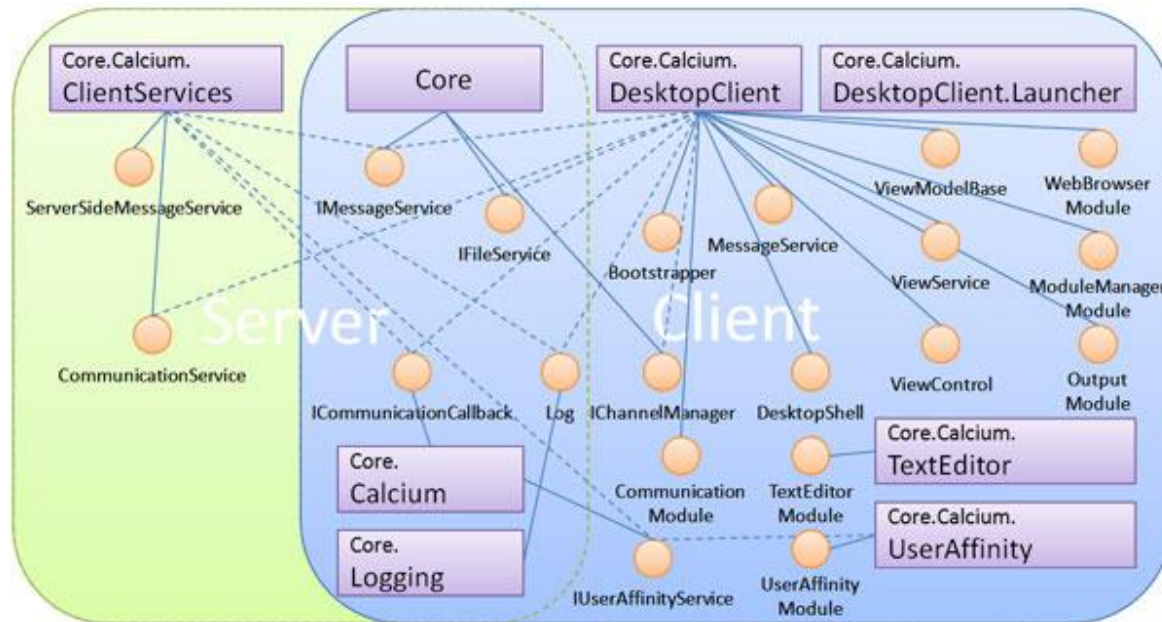 Core.Calcium.
ClientServices
Core
Core.Calcium.
DesktopClient
Core.Calcium.
DesktopClient.Launcher
ServerSideMessageService
IMessageService
IFileService
Bootstrapper
MessageService
ViewModelBase
WebBrowser
Module
ViewService
ModuleManager
Module
Server
Client
CommunicationService
ICommunicationCallback
Log
IChannelManager
DesktopShell
ViewControl
Output
Module
Core.
Calcium
Communication
Module
TextEditor
Module
Core.Calcium.
TextEditor
Core.
Logging
IUserAffinityService
UserAffinity
Module
Core.Calcium.
UserAffinity